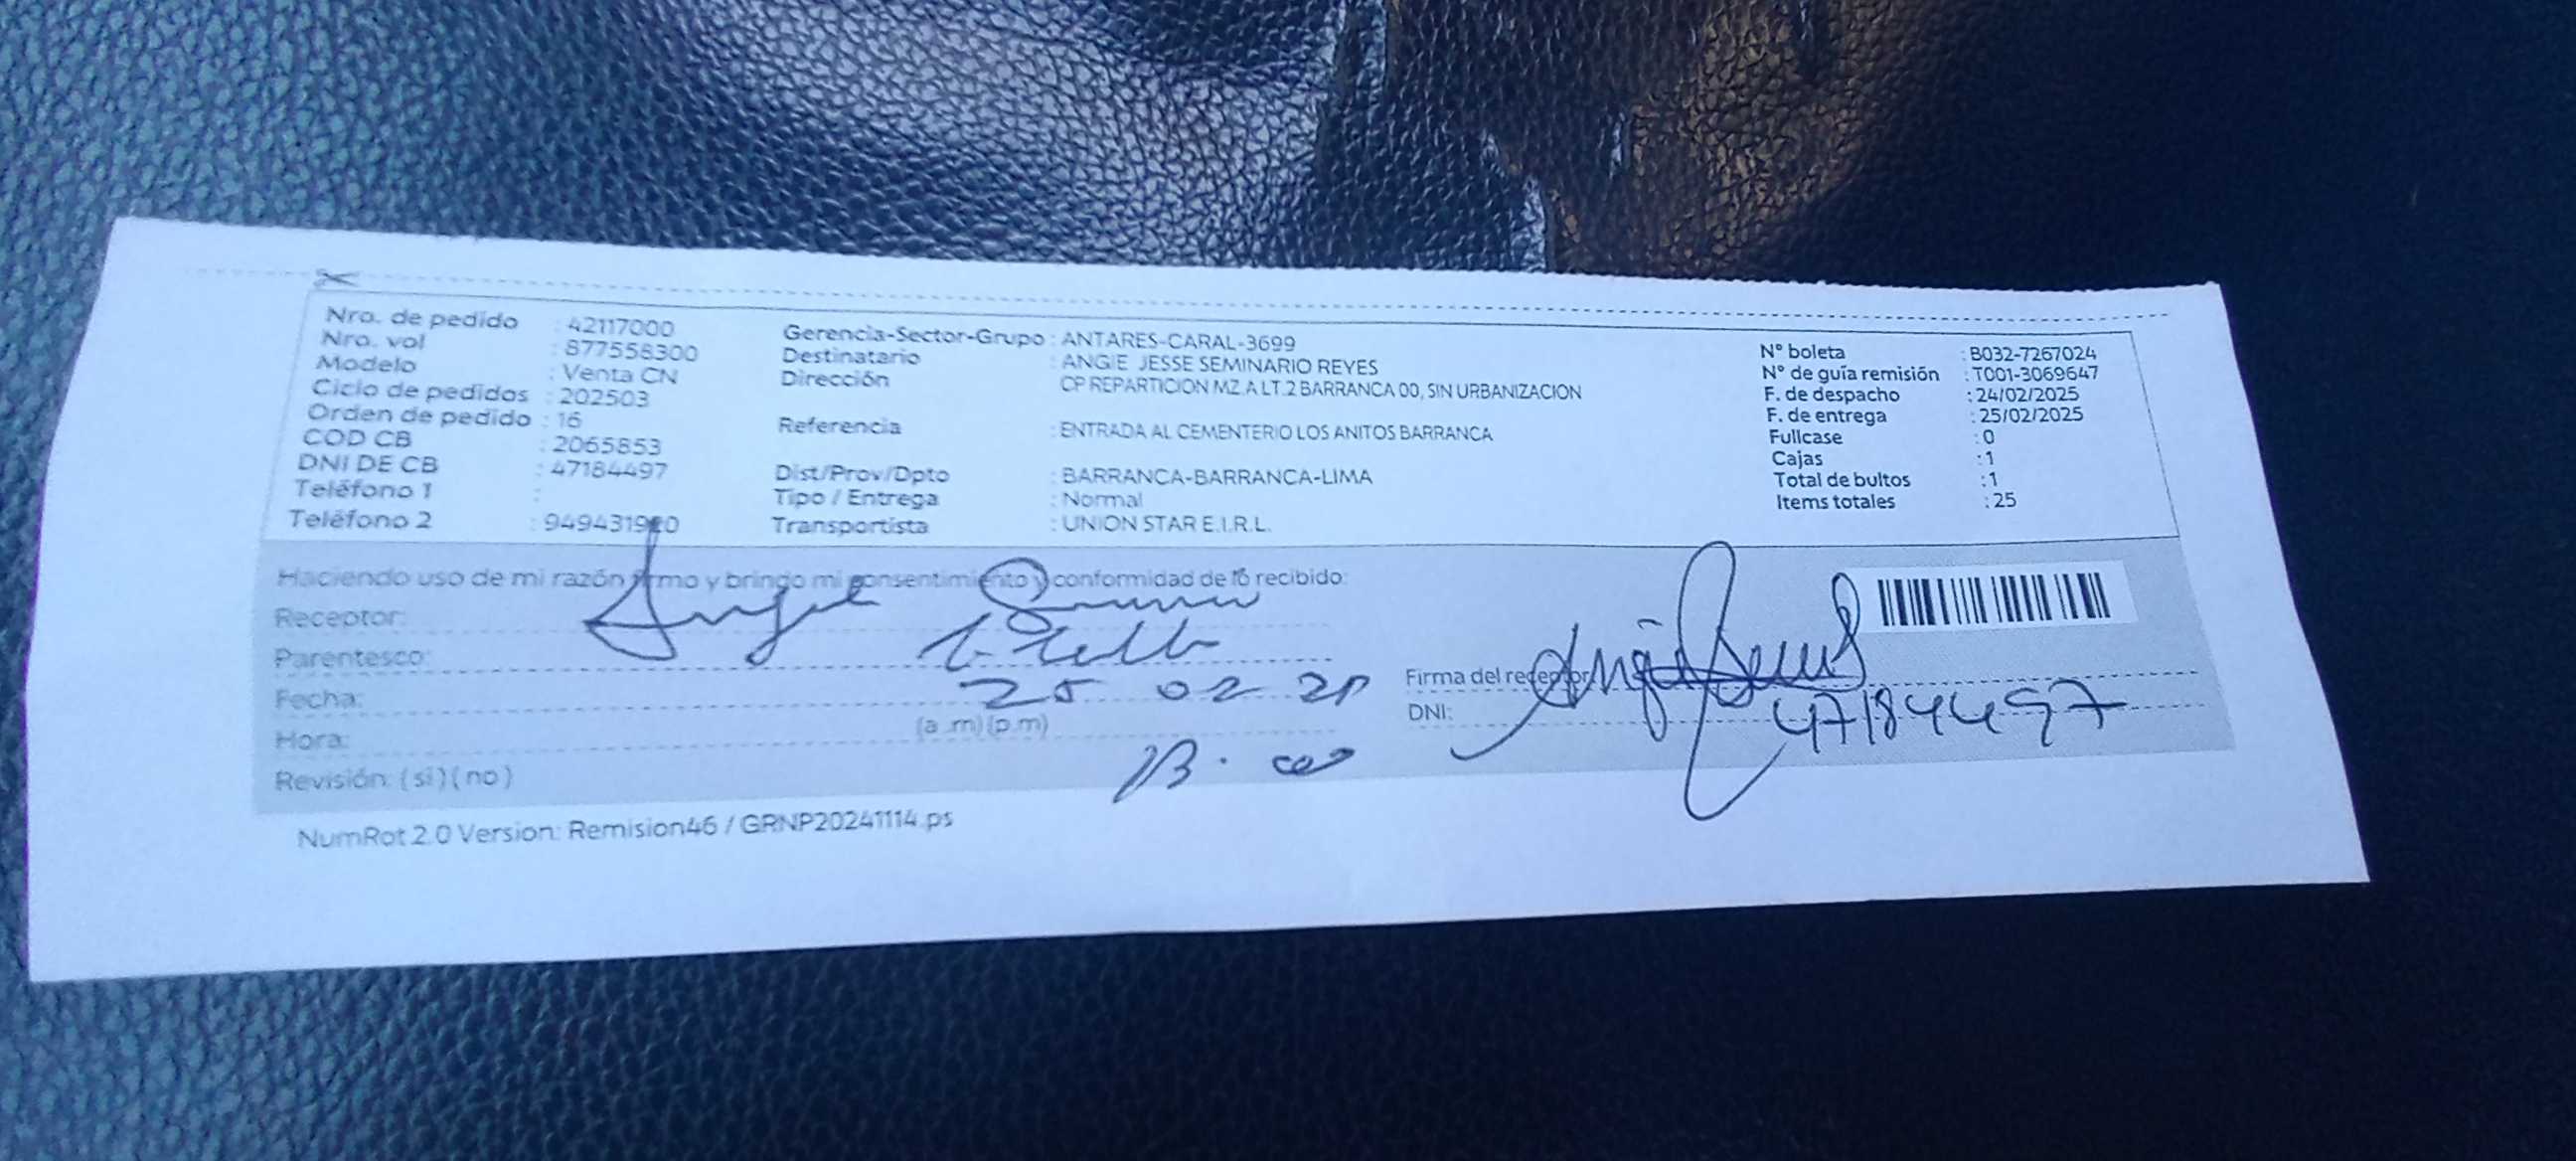 Nro. de pedido : 42117000
Nro. vol : 877558300
Modelo : Venta CN
Ciclo de pedidos : 202503
Orden de pedido : 16
COD CB : 2065853
DNI DE CB : 47184497
Teléfono 1 :
Teléfono 2 : 949431920
Gerencia-Sector-Grupo : ANTARES-CARAL-3699
Destinatario : ANGIE JESSE SEMINARIO REYES
Dirección : CP REPARTICION MZ.A LT.2 BARRANCA 00, SIN URBANIZACION
Referencia : ENTRADA AL CEMENTERIO LOS ANITOS BARRANCA
Dist/Prov/Dpto : BARRANCA-BARRANCA-LIMA
Tipo / Entrega : Normal
Transportista : UNION STAR E.I.R.L.
N° boleta : B032-7267024
N° de guía remisión : T001-3069647
F. de despacho : 24/02/2025
F. de entrega : 25/02/2025
Fullcase : 0
Cajas : 1
Total de bultos : 1
Items totales : 25
Haciendo uso de mi razón firmo y brindo mi consentimiento y conformidad de lo recibido:
Receptor:
Parentesco:
Fecha: 25 02
Hora: (a.m)(p.m)
Revisión: (si) (no)
Firma del receptor
DNI: 47184497
NumRot 2.0 Version: Remision46 / GRNP20241114.ps